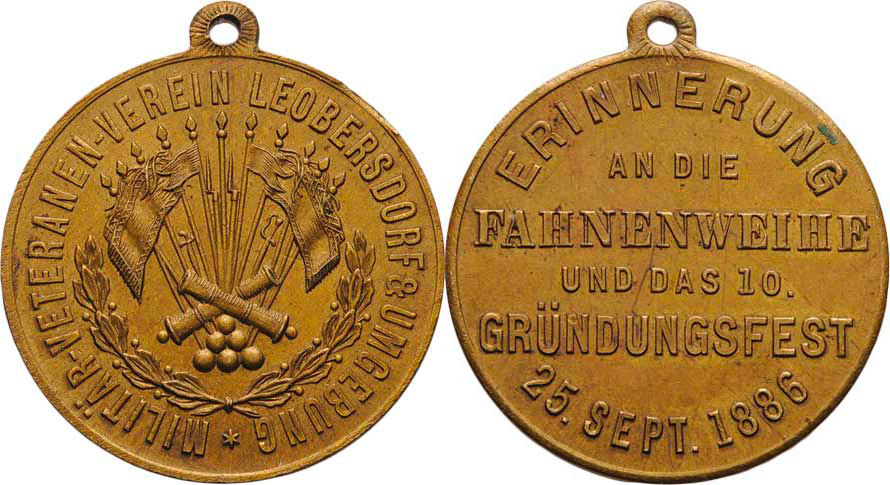 MILITÄR-VETERANEN-VEREIN LEOBERSDORF & UMGEBUNG *
ERINNERUNG
AN DIE
FAHNENWEIHE
UND DAS 10.
GRÜNDUNGSFEST
25. SEPT. 1886